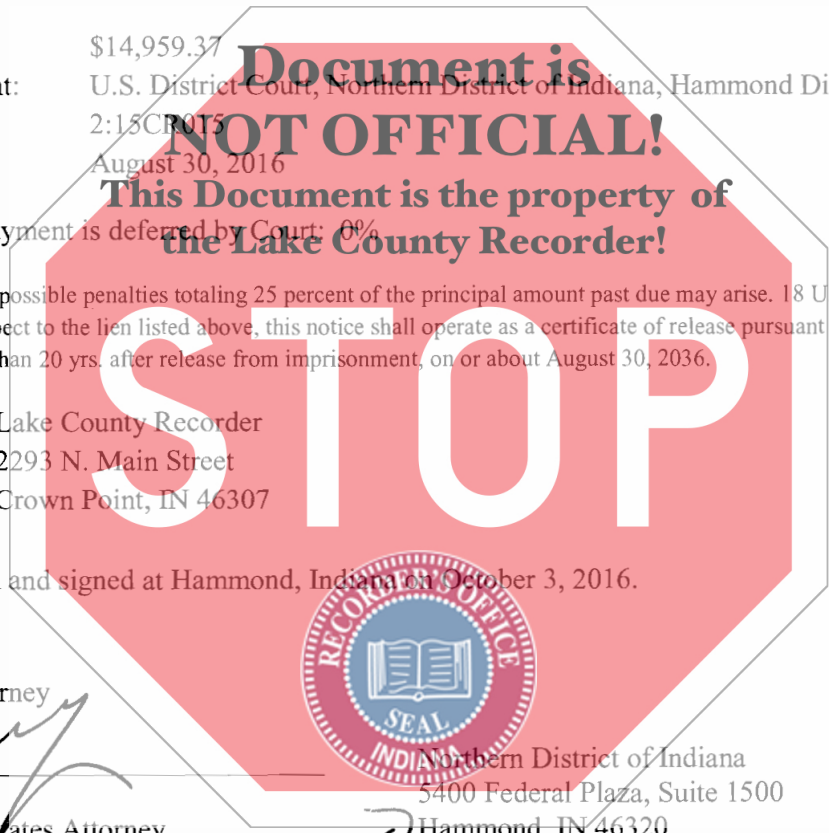 $14,959.37
Document is
nt: U.S. District Court, Northern District of Indiana, Hammond Di
2:15CR015
NOT OFFICIAL!
August 30, 2016
This Document is the property of
yment is deferred by Court: 0%
the Lake County Recorder!
possible penalties totaling 25 percent of the principal amount past due may arise. 18 U
pect to the lien listed above, this notice shall operate as a certificate of release pursuant
han 20 yrs. after release from imprisonment, on or about August 30, 2036.
STOP
Lake County Recorder
2293 N. Main Street
Crown Point, IN 46307
and signed at Hammond, Indiana on October 3, 2016.
RECORDER'S OFFICE
SEAL
INDIANA
rney
Northern District of Indiana
5400 Federal Plaza, Suite 1500
ates Attorney Hammond, IN 46320